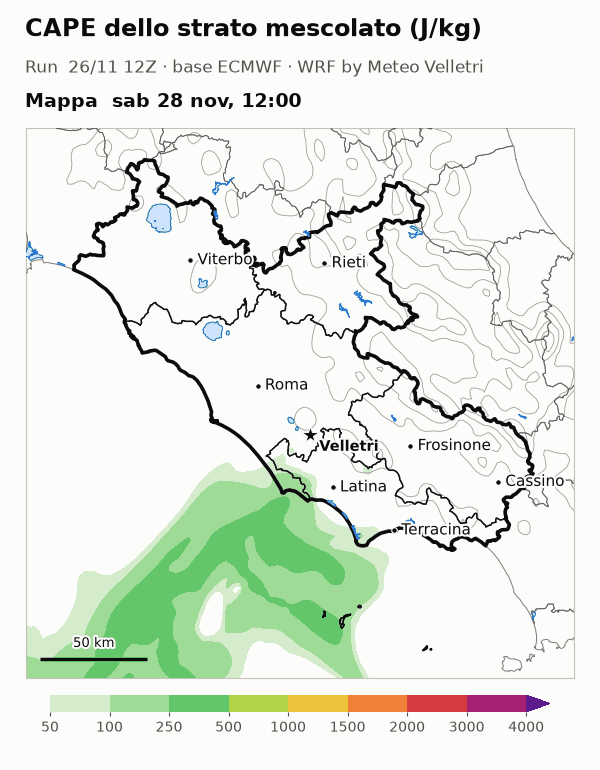 CAPE dello strato mescolato (J/kg)
Run  26/11 12Z · base ECMWF · WRF by Meteo Velletri
Mappa  sab 28 nov, 12:00
Viterbo
Rieti
Roma
Velletri
Frosinone
Latina
Cassino
Terracina
50 km
50 100 250 500 1000 1500 2000 3000 4000